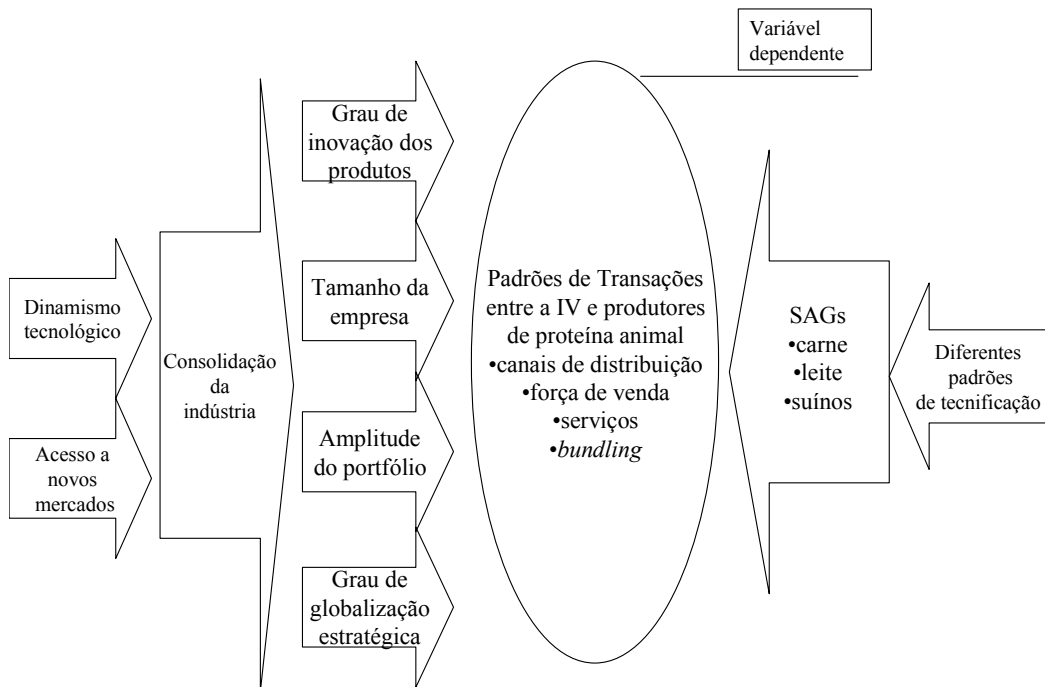 Variável
dependente
Grau de
inovação dos
produtos
Tamanho da
empresa
Amplitude
do portfólio
Grau de
globalização
estratégica
Dinamismo
tecnológico
Acesso a
novos
mercados
Consolidação
da
indústria
Padrões de Transações
entre a IV e produtores
de proteína animal
•canais de distribuição
•força de venda
•serviços
•bundling
SAGs
•carne
•leite
•suínos
Diferentes
padrões
de tecnificação